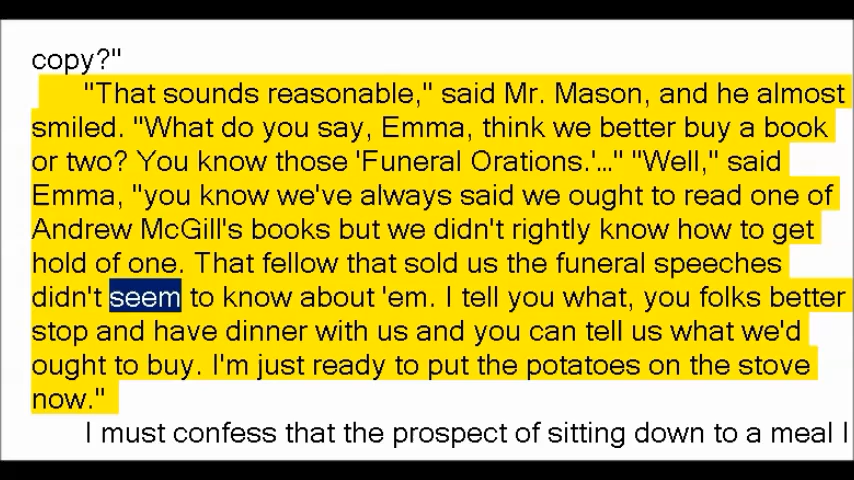 copy?"
"That sounds reasonable," said Mr. Mason, and he almost
smiled. "What do you say, Emma, think we better buy a book
or two? You know those 'Funeral Orations.'..." "Well," said
Emma, "you know we've always said we ought to read one of
Andrew McGill's books but we didn't rightly know how to get
hold of one. That fellow that sold us the funeral speeches
didn't seem to know about 'em. I tell you what, you folks better
stop and have dinner with us and you can tell us what we'd
ought to buy. I'm just ready to put the potatoes on the stove
now."
I must confess that the prospect of sitting down to a meal I